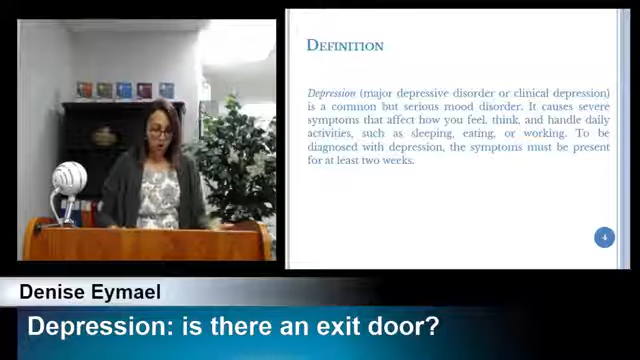 DEFINITION
Depression (major depressive disorder or clinical depression)
is a common but serious mood disorder. It causes severe
symptoms that affect how you feel, think, and handle daily
activities, such as sleeping, eating, or working. To be
diagnosed with depression, the symptoms must be present
for at least two weeks.
4
Denise Eymael
Depression: is there an exit door?